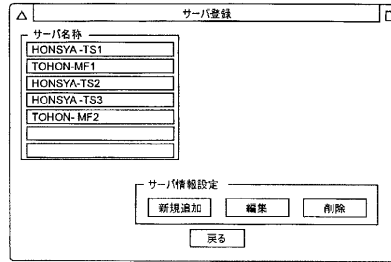 サーバ登録
サーバ名称
HONSYA-TS1
TOHON-MF1
HONSYA-TS2
HONSYA-TS3
TOHON-MF2
サーバ情報設定
新規追加 編集 削除
戻る